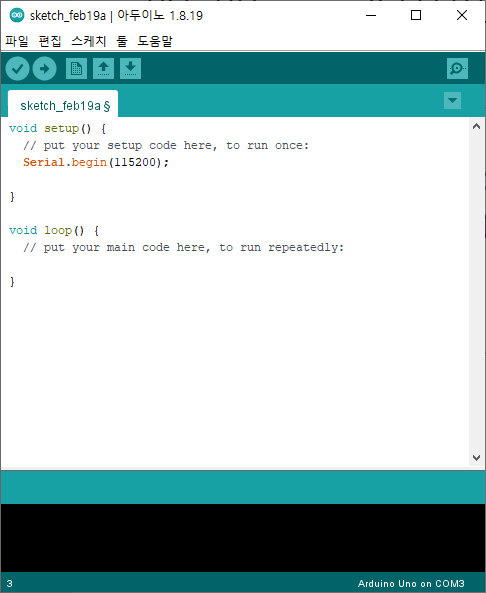 sketch_feb19a | 아두이노 1.8.19
파일 편집 스케치 툴 도움말
sketch_feb19a §
void setup() {
  // put your setup code here, to run once:
  Serial.begin(115200);
}
void loop() {
  // put your main code here, to run repeatedly:
}
3 Arduino Uno on COM3